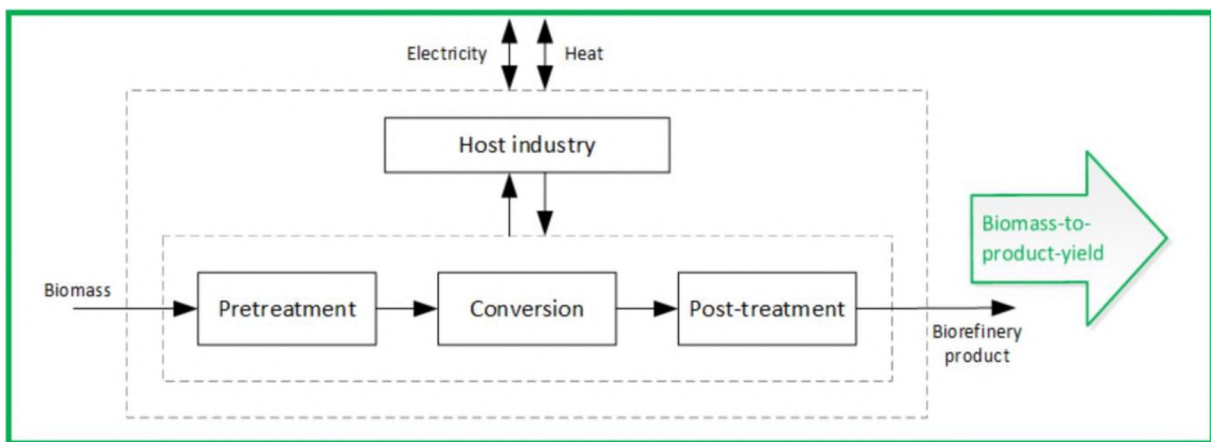 Electricity
Heat
Host industry
Biomass-to-
product-yield
Biomass
Pretreatment
Conversion
Post-treatment
Biorefinery
product